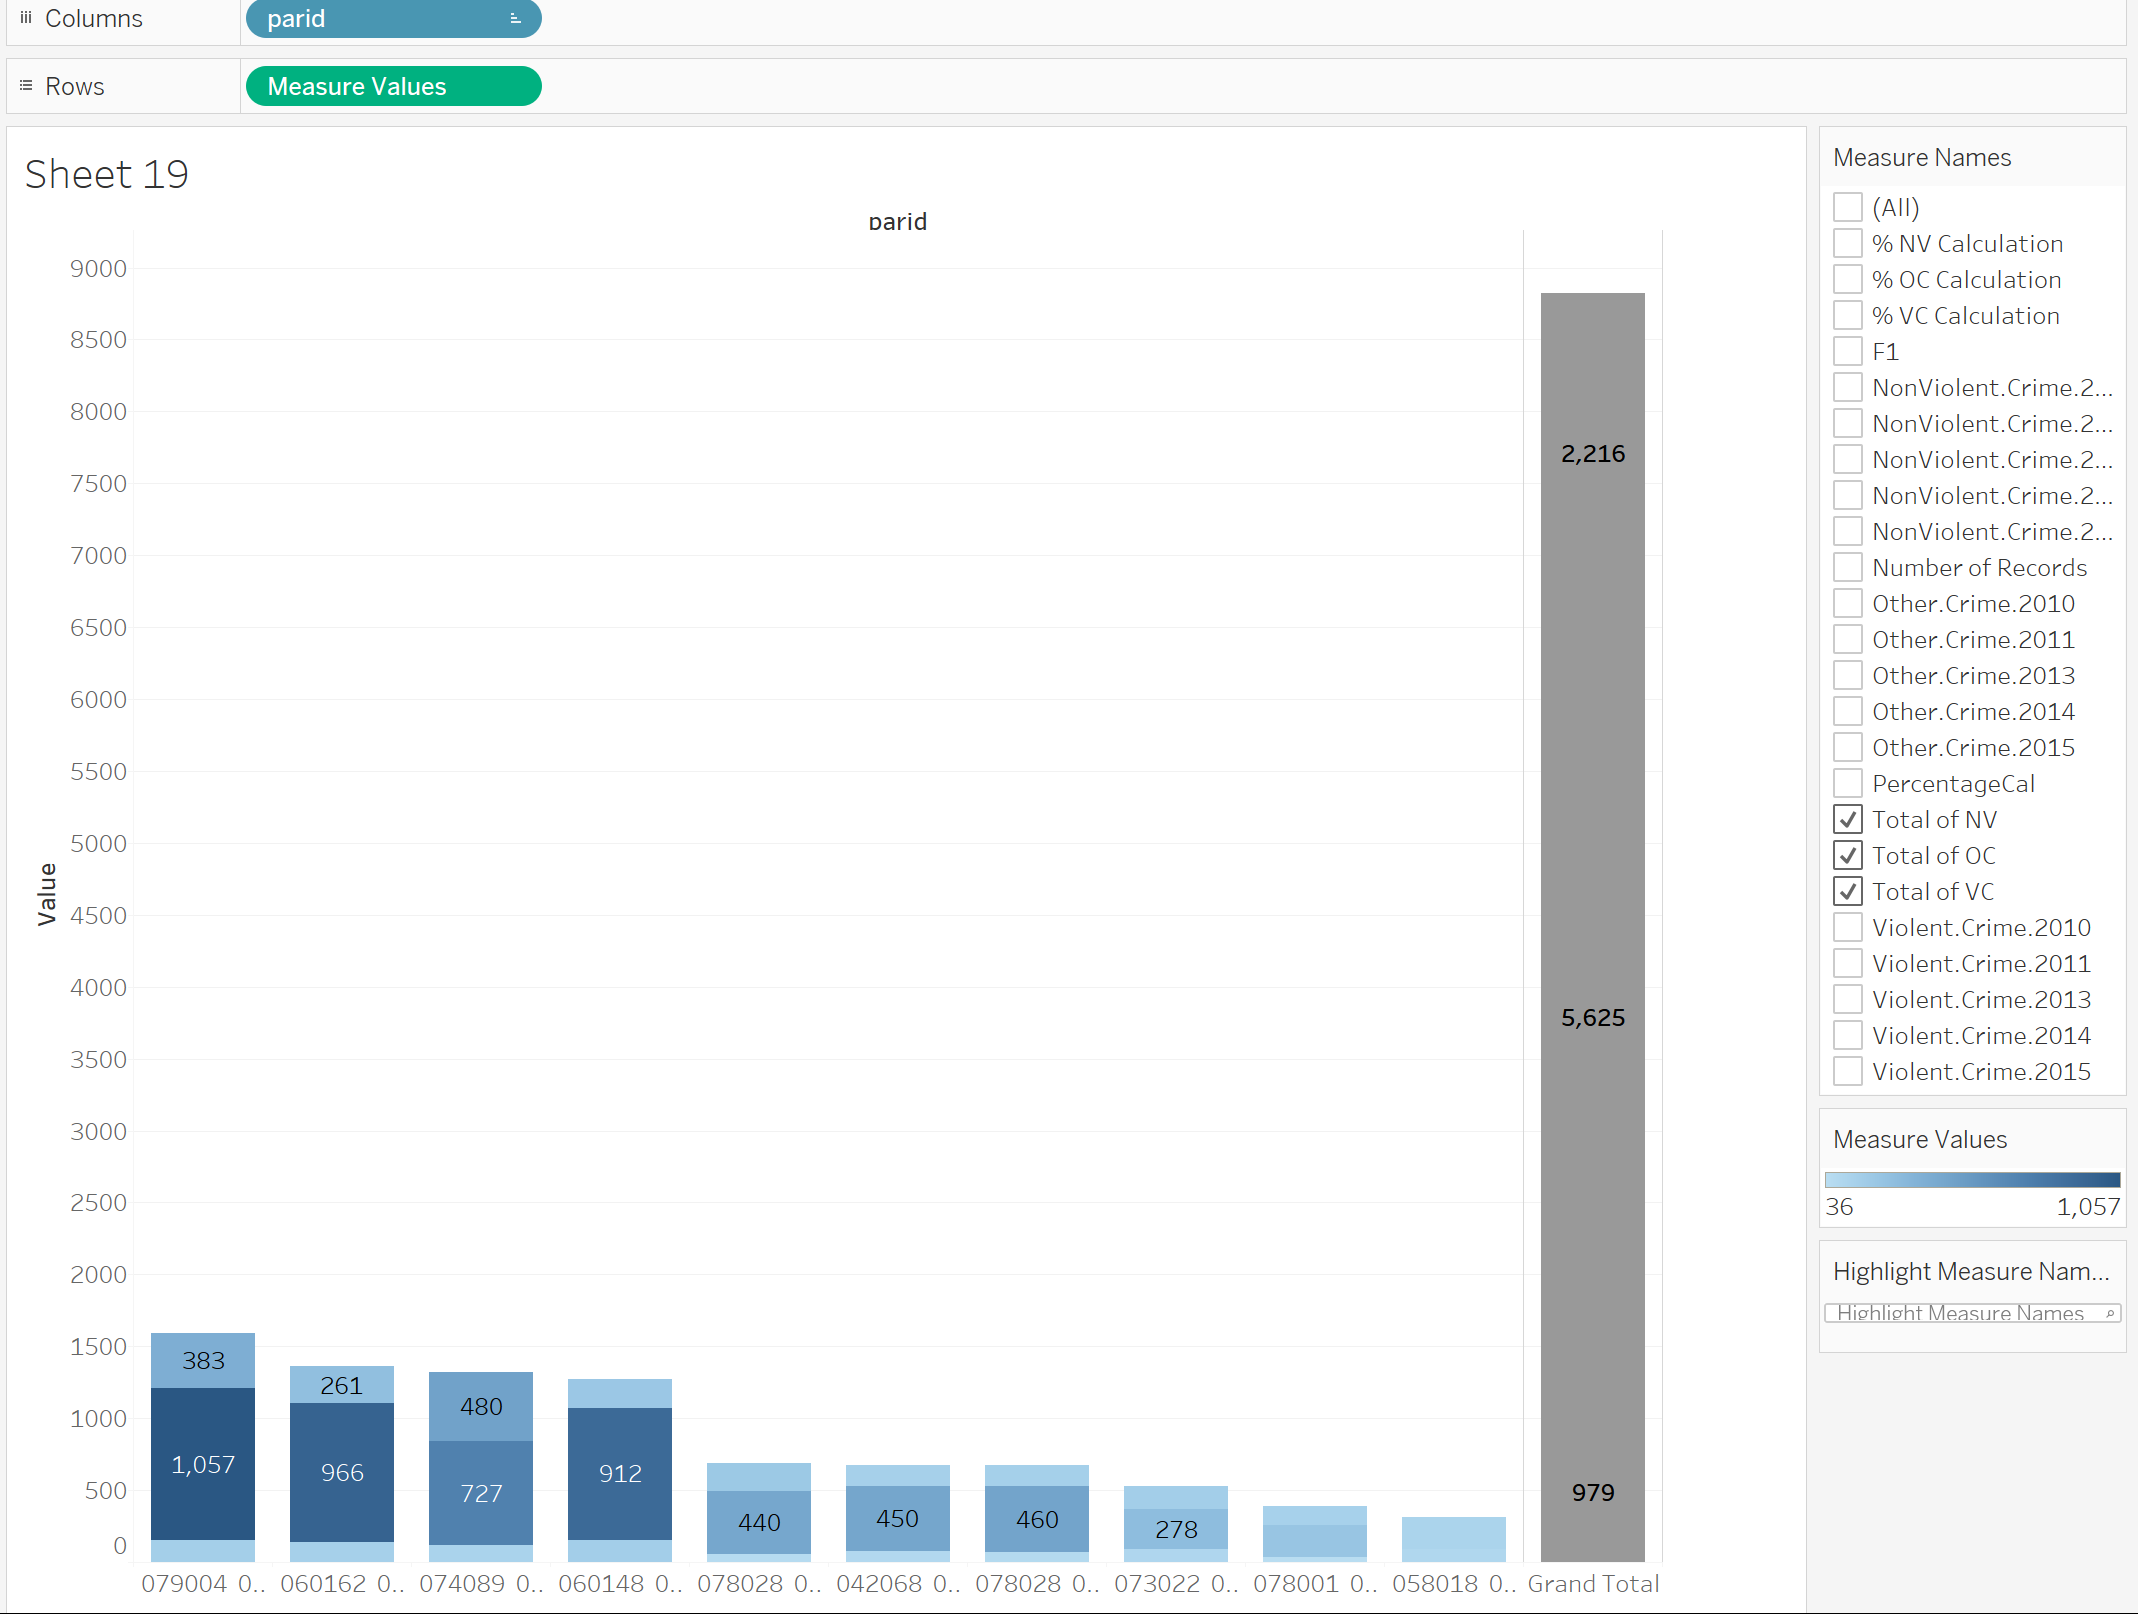 Columns
parid
Rows
Measure Values
Sheet 19
parid
9000
8500
8000
7500
7000
6500
6000
5500
5000
4500
4000
3500
3000
2500
2000
1500
1000
500
0
Value
383
1,057
261
966
480
727
912
440
450
460
278
2,216
5,625
979
079004 0..
060162 0..
074089 0..
060148 0..
078028 0..
042068 0..
078028 0..
073022 0..
078001 0..
058018 0..
Grand Total
Measure Names
(All)
% NV Calculation
% OC Calculation
% VC Calculation
F1
NonViolent.Crime.2...
NonViolent.Crime.2...
NonViolent.Crime.2...
NonViolent.Crime.2...
NonViolent.Crime.2...
Number of Records
Other.Crime.2010
Other.Crime.2011
Other.Crime.2013
Other.Crime.2014
Other.Crime.2015
PercentageCal
Total of NV
Total of OC
Total of VC
Violent.Crime.2010
Violent.Crime.2011
Violent.Crime.2013
Violent.Crime.2014
Violent.Crime.2015
Measure Values
36 1,057
Highlight Measure Nam...
Highlight Measure Names